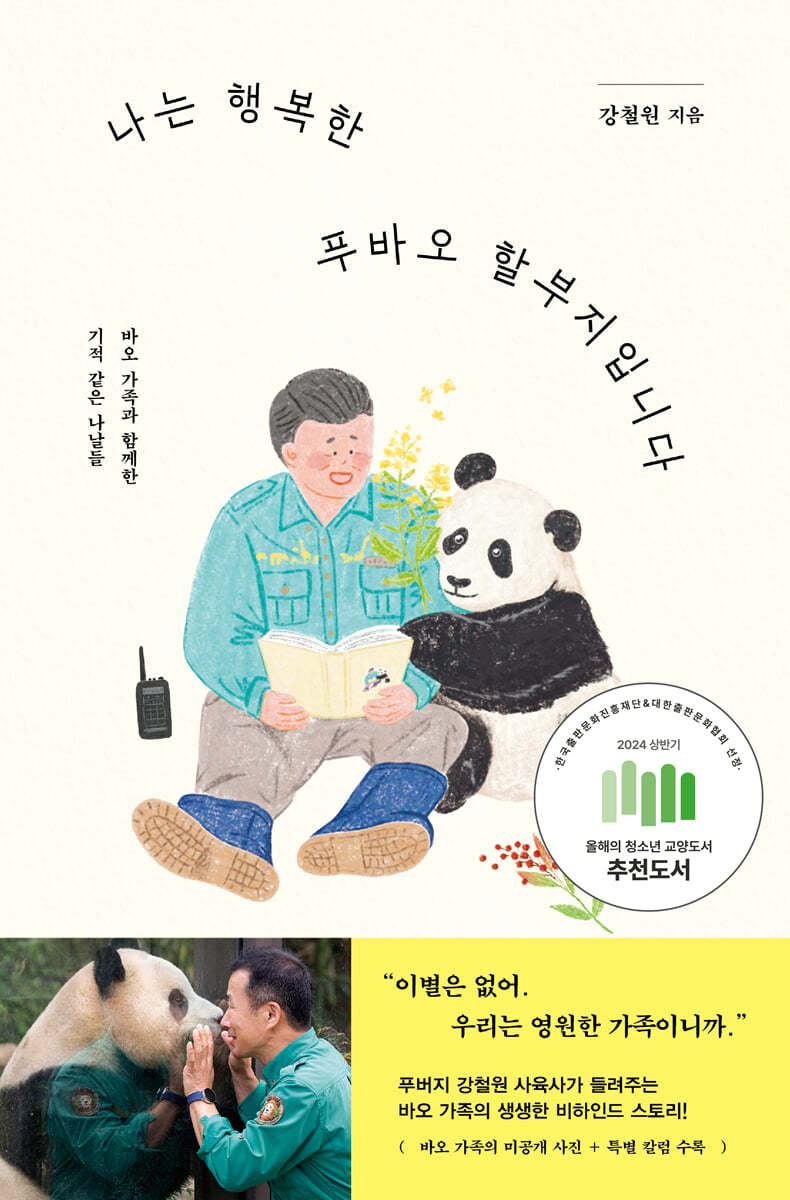 나는 행복한
푸바오 할부지입니다
강철원 지음
바오 가족과 함께한
기적 같은 나날들
·한국출판문화진흥재단&대한출판문화협회 선정·
2024 상반기
올해의 청소년 교양도서
추천도서
“이별은 없어.
우리는 영원한 가족이니까.”
푸버지 강철원 사육사가 들려주는
바오 가족의 생생한 비하인드 스토리!
( 바오 가족의 미공개 사진 + 특별 칼럼 수록 )